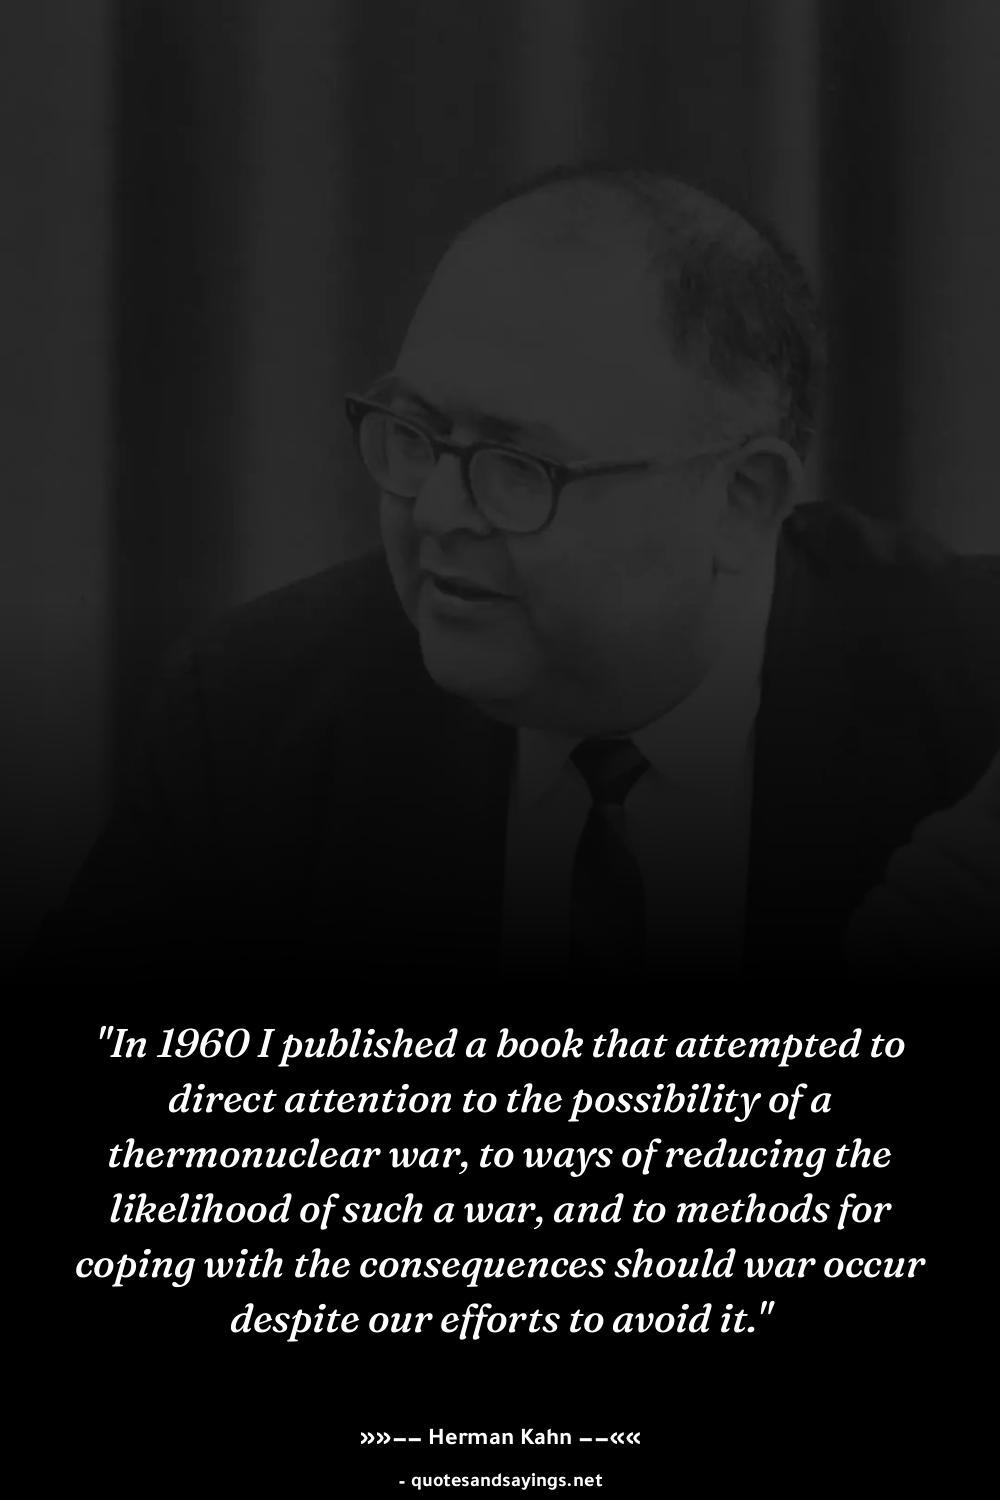 "In 1960 I published a book that attempted to
direct attention to the possibility of a
thermonuclear war, to ways of reducing the
likelihood of such a war, and to methods for
coping with the consequences should war occur
despite our efforts to avoid it."
»»−− Herman Kahn −−««
- quotesandsayings.net